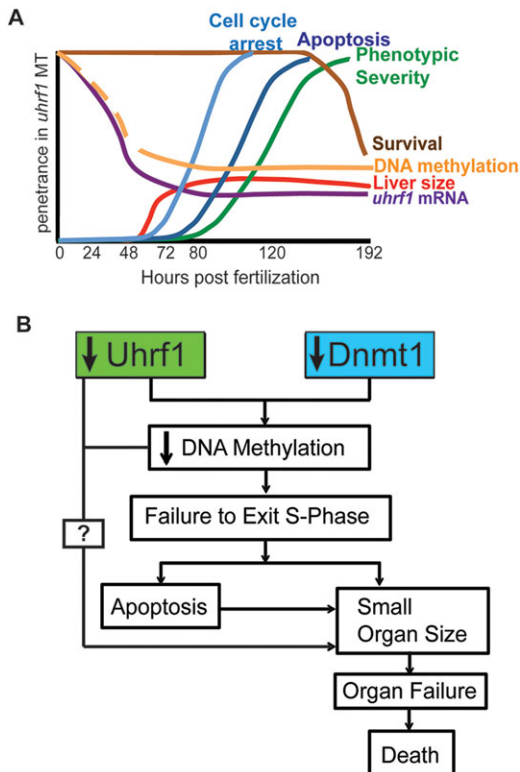 A
Cell cycle
arrest
Apoptosis
Phenotypic
Severity
penetrance in uhrf1 MT
Survival
DNA methylation
Liver size
uhrf1 mRNA
0 24 48 72 80 120 192
Hours post fertilization
B
Uhrf1
Dnmt1
DNA Methylation
Failure to Exit S-Phase
?
Apoptosis
Small
Organ Size
Organ Failure
Death